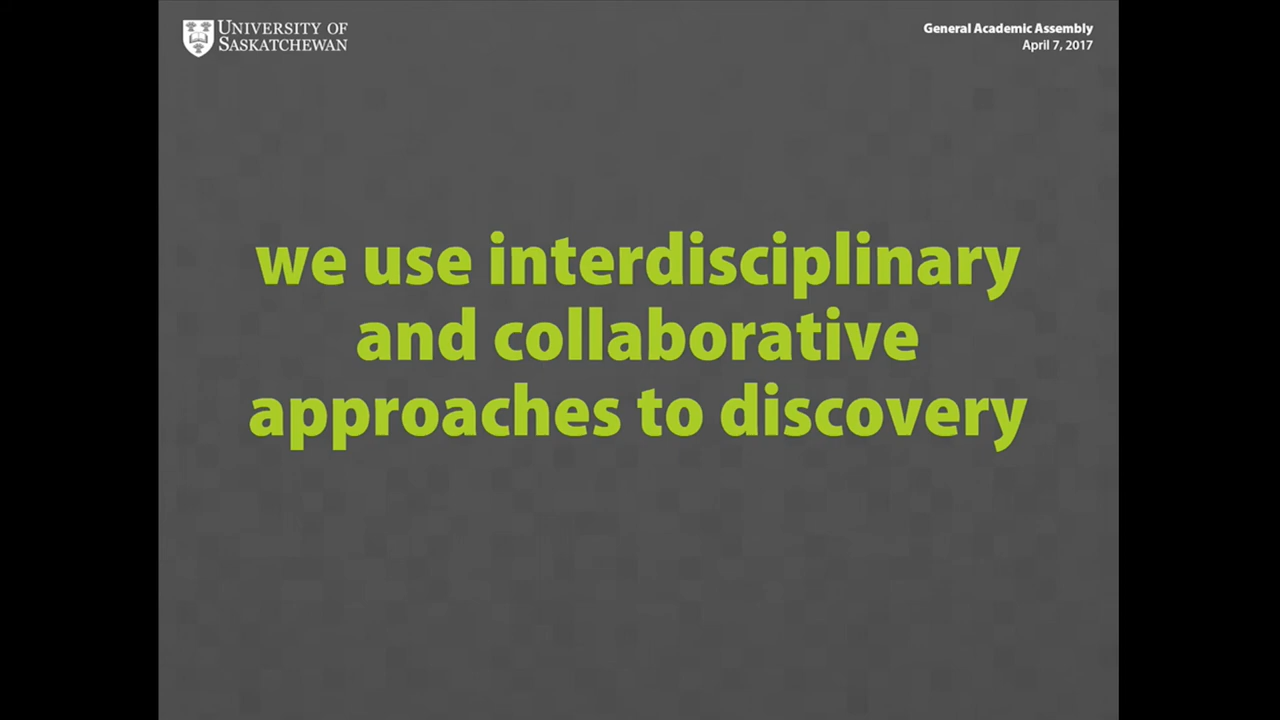 UNIVERSITY OF
SASKATCHEWAN
General Academic Assembly
April 7, 2017
we use interdisciplinary
and collaborative
approaches to discovery